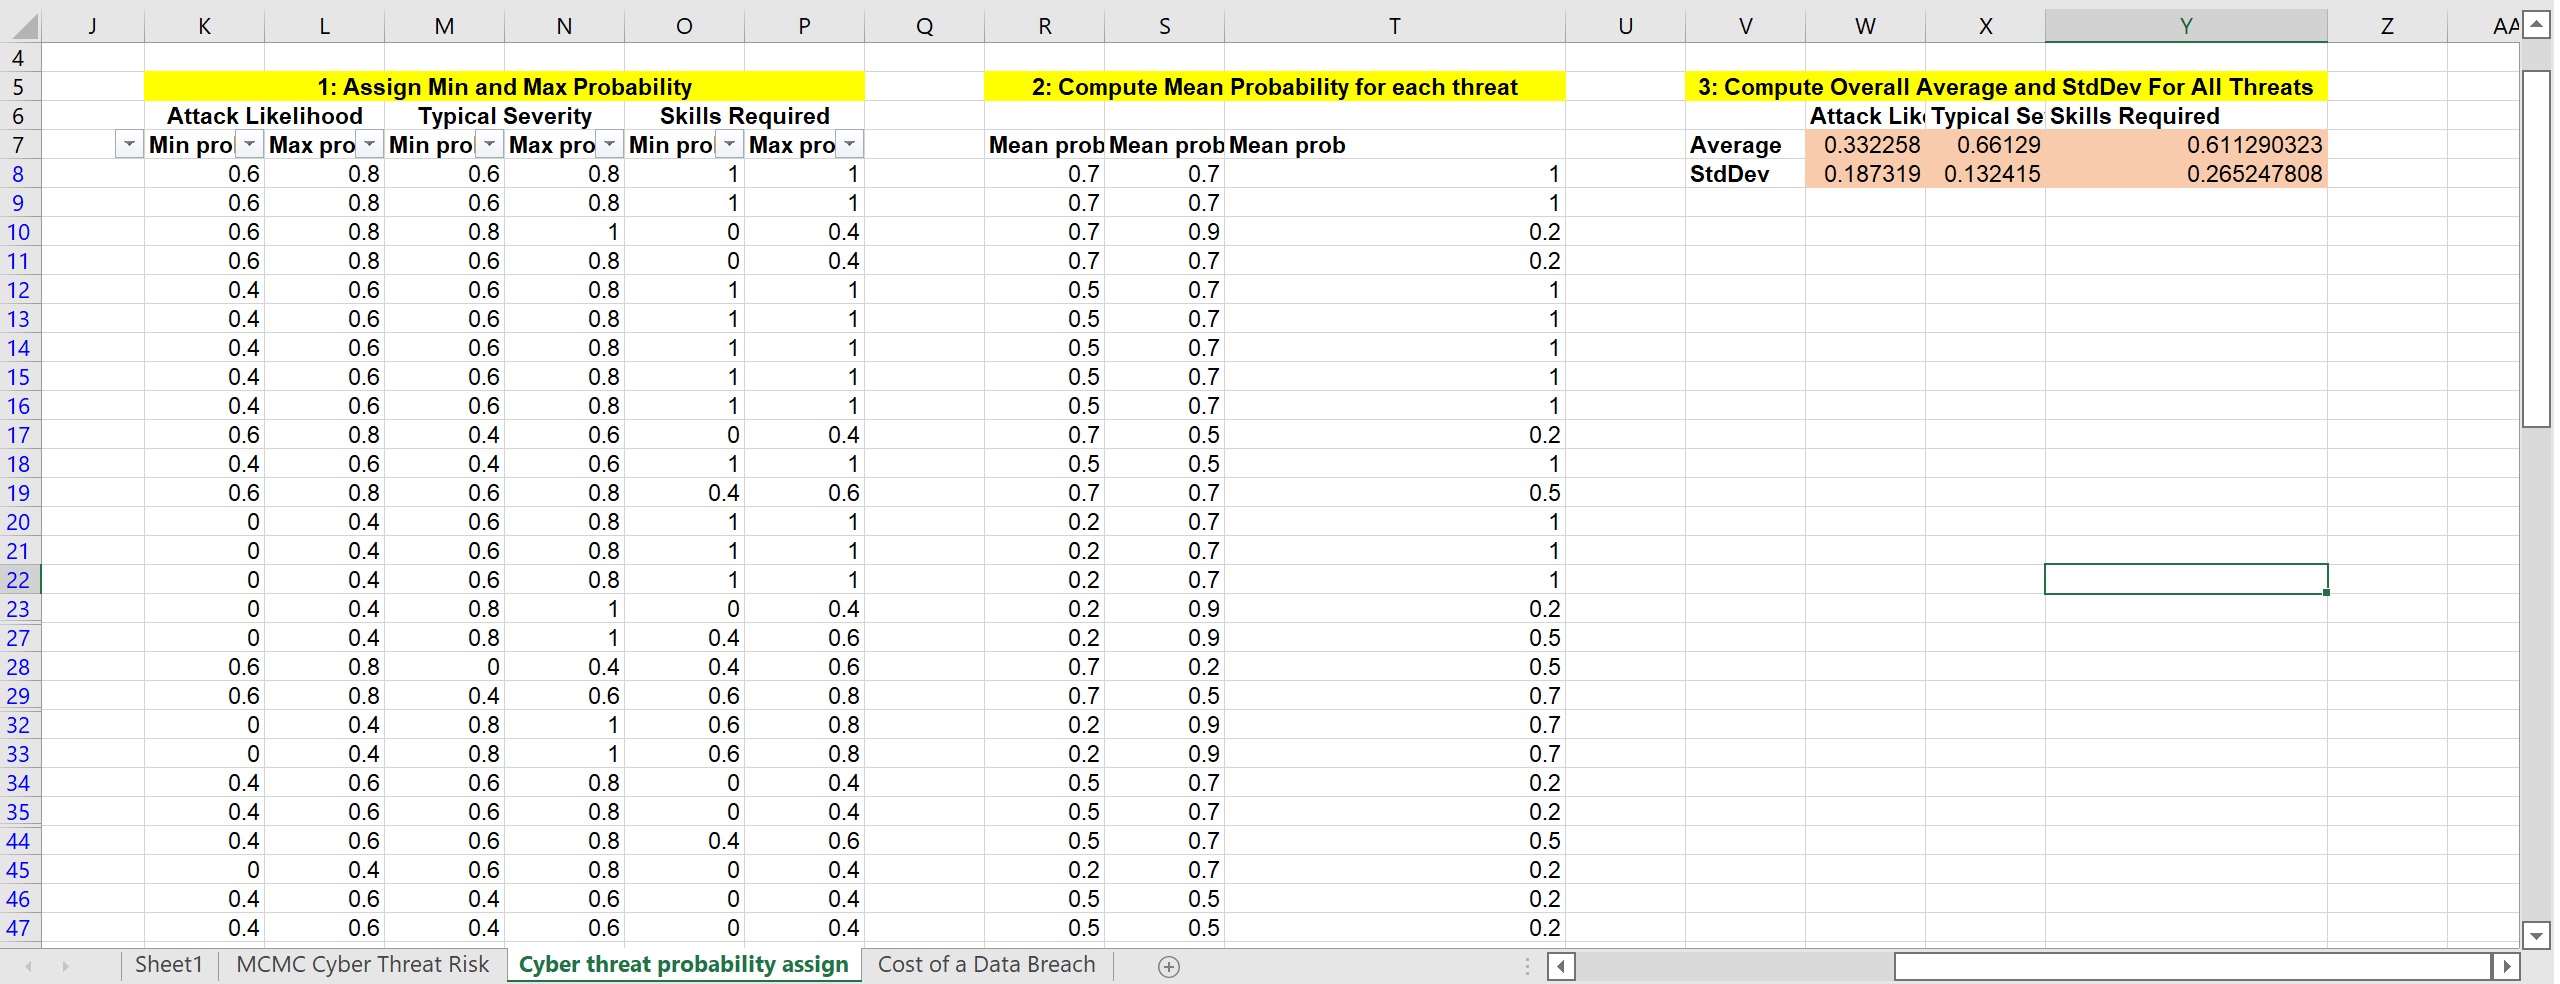 J K L M N O P Q R S T U V W X Y Z AA
4
5 1: Assign Min and Max Probability 2: Compute Mean Probability for each threat 3: Compute Overall Average and StdDev For All Threats
6 Attack Likelihood Typical Severity Skills Required Attack Lik Typical Se Skills Required
7 Min pro Max pro Min pro Max pro Min pro Max pro Mean prob Mean prob Mean prob Average 0.332258 0.66129 0.611290323
8 0.6 0.8 0.6 0.8 1 1 0.7 0.7 1 StdDev 0.187319 0.132415 0.265247808
9 0.6 0.8 0.6 0.8 1 1 0.7 0.7 1
10 0.6 0.8 0.8 1 0 0.4 0.7 0.9 0.2
11 0.6 0.8 0.6 0.8 0 0.4 0.7 0.7 0.2
12 0.4 0.6 0.6 0.8 1 1 0.5 0.7 1
13 0.4 0.6 0.6 0.8 1 1 0.5 0.7 1
14 0.4 0.6 0.6 0.8 1 1 0.5 0.7 1
15 0.4 0.6 0.6 0.8 1 1 0.5 0.7 1
16 0.4 0.6 0.6 0.8 1 1 0.5 0.7 1
17 0.6 0.8 0.4 0.6 0 0.4 0.7 0.5 0.2
18 0.4 0.6 0.4 0.6 1 1 0.5 0.5 1
19 0.6 0.8 0.6 0.8 0.4 0.6 0.7 0.7 0.5
20 0 0.4 0.6 0.8 1 1 0.2 0.7 1
21 0 0.4 0.6 0.8 1 1 0.2 0.7 1
22 0 0.4 0.6 0.8 1 1 0.2 0.7 1
23 0 0.4 0.8 1 0 0.4 0.2 0.9 0.2
27 0 0.4 0.8 1 0.4 0.6 0.2 0.9 0.5
28 0.6 0.8 0 0.4 0.4 0.6 0.7 0.2 0.5
29 0.6 0.8 0.4 0.6 0.6 0.8 0.7 0.5 0.7
32 0 0.4 0.8 1 0.6 0.8 0.2 0.9 0.7
33 0 0.4 0.8 1 0.6 0.8 0.2 0.9 0.7
34 0.4 0.6 0.6 0.8 0 0.4 0.5 0.7 0.2
35 0.4 0.6 0.6 0.8 0 0.4 0.5 0.7 0.2
44 0.4 0.6 0.6 0.8 0.4 0.6 0.5 0.7 0.5
45 0 0.4 0.6 0.8 0 0.4 0.2 0.7 0.2
46 0.4 0.6 0.4 0.6 0 0.4 0.5 0.5 0.2
47 0.4 0.6 0.4 0.6 0 0.4 0.5 0.5 0.2
Sheet1 MCMC Cyber Threat Risk Cyber threat probability assign Cost of a Data Breach